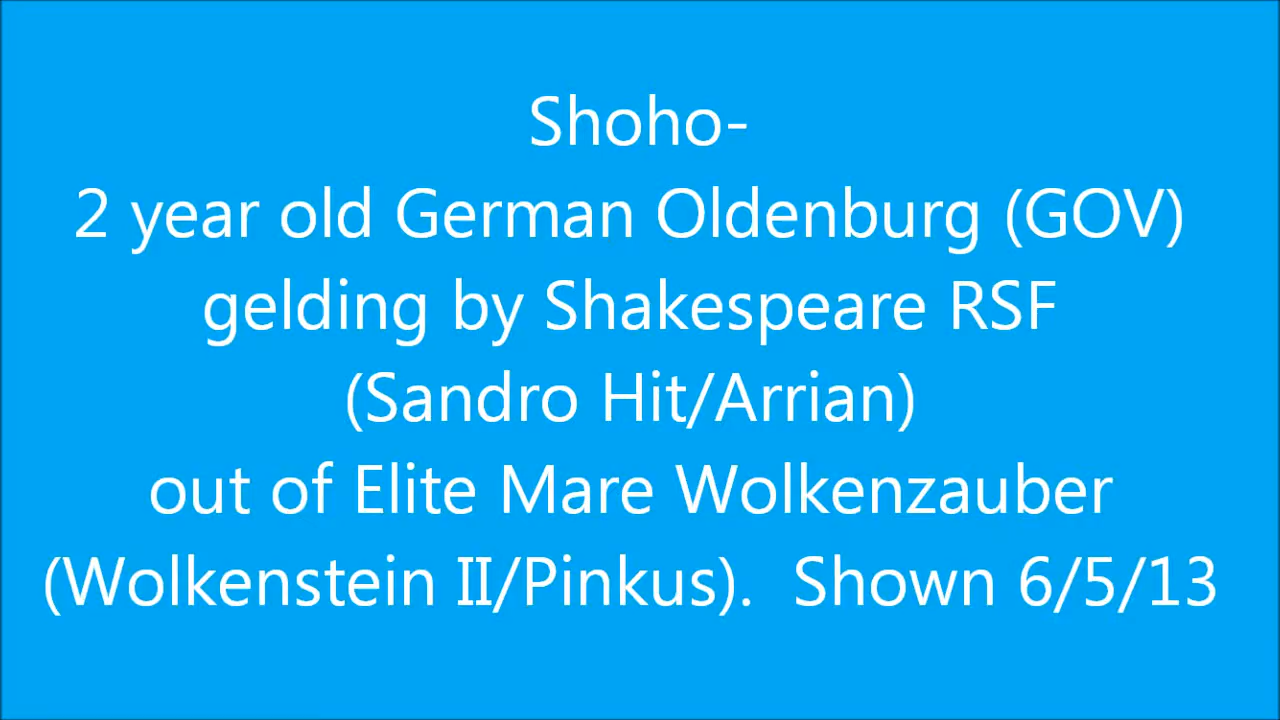 Shoho-
2 year old German Oldenburg (GOV)
gelding by Shakespeare RSF
(Sandro Hit/Arrian)
out of Elite Mare Wolkenzauber
(Wolkenstein II/Pinkus).  Shown 6/5/13